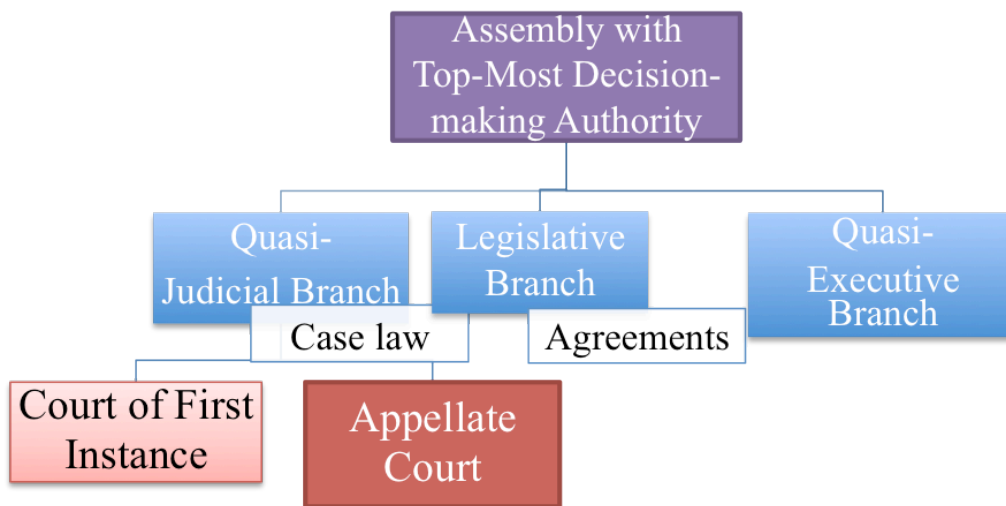 Assembly with
Top-Most Decision-
making Authority
Quasi-
Judicial Branch
Legislative
Branch
Quasi-
Executive
Branch
Case law
Agreements
Court of First
Instance
Appellate
Court